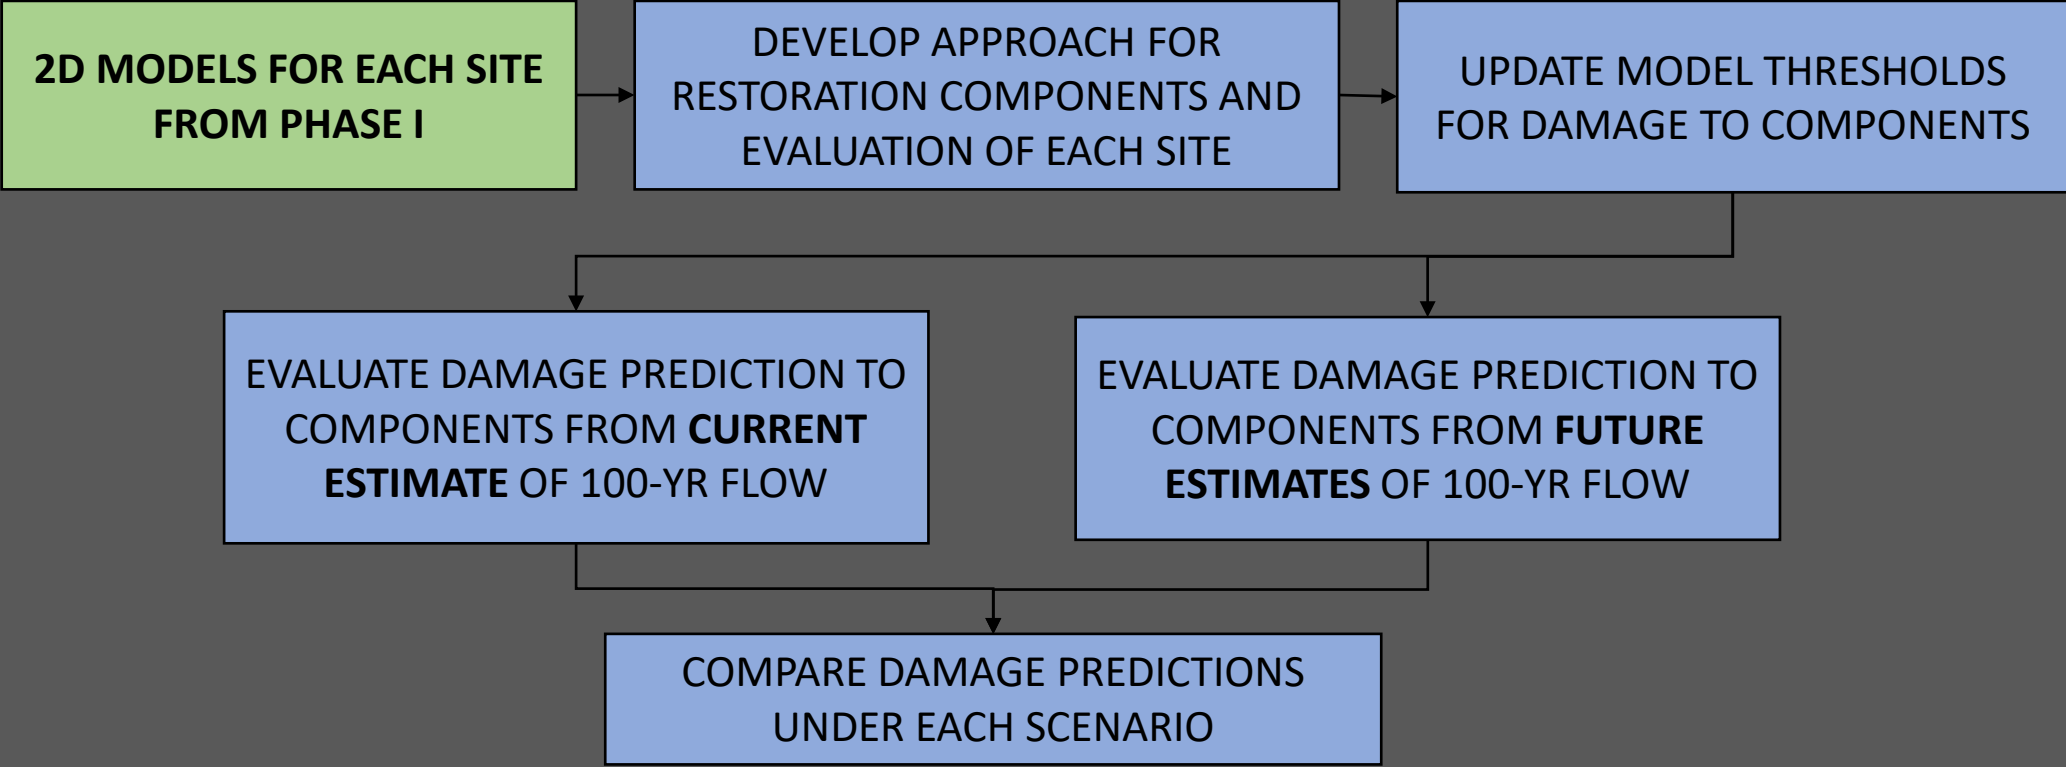 2D MODELS FOR EACH SITE
FROM PHASE I
DEVELOP APPROACH FOR
RESTORATION COMPONENTS AND
EVALUATION OF EACH SITE
UPDATE MODEL THRESHOLDS
FOR DAMAGE TO COMPONENTS
EVALUATE DAMAGE PREDICTION TO
COMPONENTS FROM CURRENT
ESTIMATE OF 100-YR FLOW
EVALUATE DAMAGE PREDICTION TO
COMPONENTS FROM FUTURE
ESTIMATES OF 100-YR FLOW
COMPARE DAMAGE PREDICTIONS
UNDER EACH SCENARIO